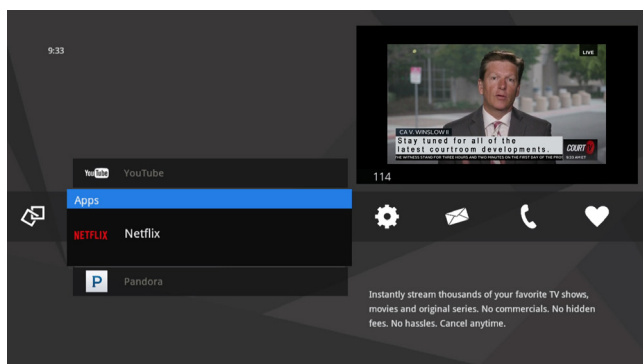 9:33
LIVE
CA V. WINSLOW II
Stay tuned for all of the
latest courtroom developments.
COURT
114
YouTube YouTube
Apps
NETFLIX Netflix
P Pandora
Instantly stream thousands of your favorite TV shows,
movies and original series. No commercials. No hidden
fees. No hassles. Cancel anytime.